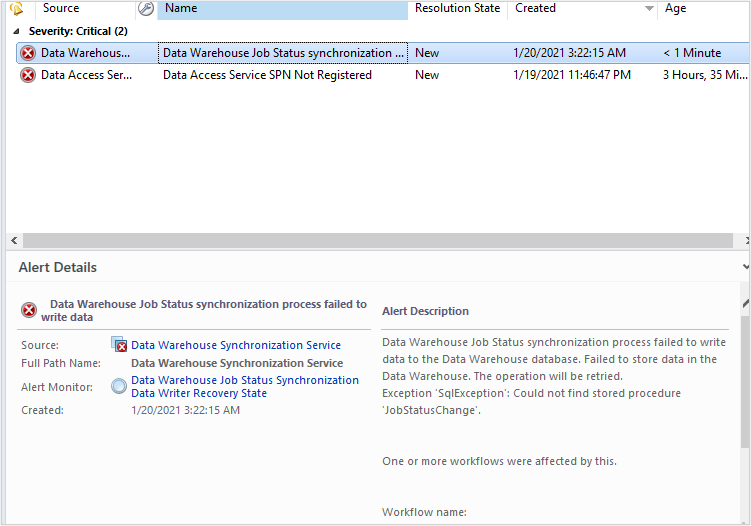 Source Name Resolution State Created Age
Severity: Critical (2)
Data Warehous... Data Warehouse Job Status synchronization ... New 1/20/2021 3:22:15 AM < 1 Minute
Data Access Ser... Data Access Service SPN Not Registered New 1/19/2021 11:46:47 PM 3 Hours, 35 Mi...
Alert Details
Data Warehouse Job Status synchronization process failed to
write data
Source: Data Warehouse Synchronization Service
Full Path Name: Data Warehouse Synchronization Service
Alert Monitor: Data Warehouse Job Status Synchronization
Data Writer Recovery State
Created: 1/20/2021 3:22:15 AM
Alert Description
Data Warehouse Job Status synchronization process failed to write
data to the Data Warehouse database. Failed to store data in the
Data Warehouse. The operation will be retried.
Exception 'SqlException': Could not find stored procedure
'JobStatusChange'.
One or more workflows were affected by this.
Workflow name: